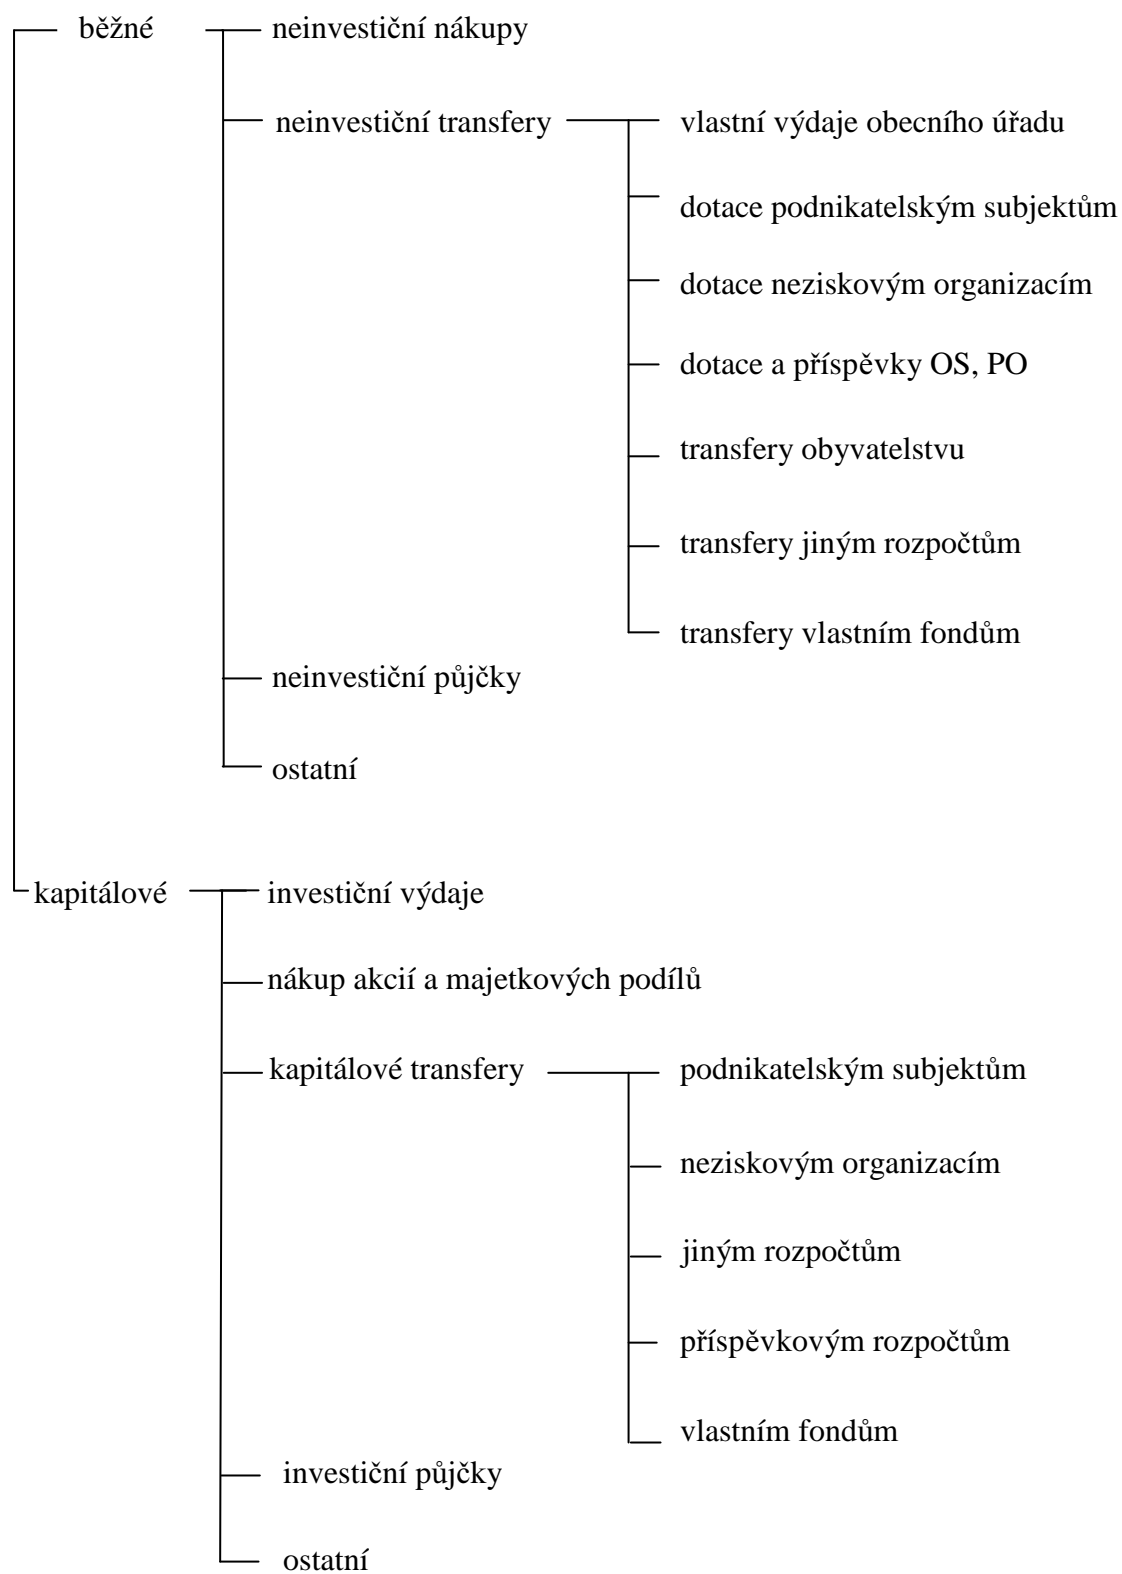 běžné
neinvestiční nákupy
neinvestiční transfery
vlastní výdaje obecního úřadu
dotace podnikatelským subjektům
dotace neziskovým organizacím
dotace a příspěvky OS, PO
transfery obyvatelstvu
transfery jiným rozpočtům
transfery vlastním fondům
neinvestiční půjčky
ostatní
kapitálové
investiční výdaje
nákup akcií a majetkových podílů
kapitálové transfery
podnikatelským subjektům
neziskovým organizacím
jiným rozpočtům
příspěvkovým rozpočtům
vlastním fondům
investiční půjčky
ostatní